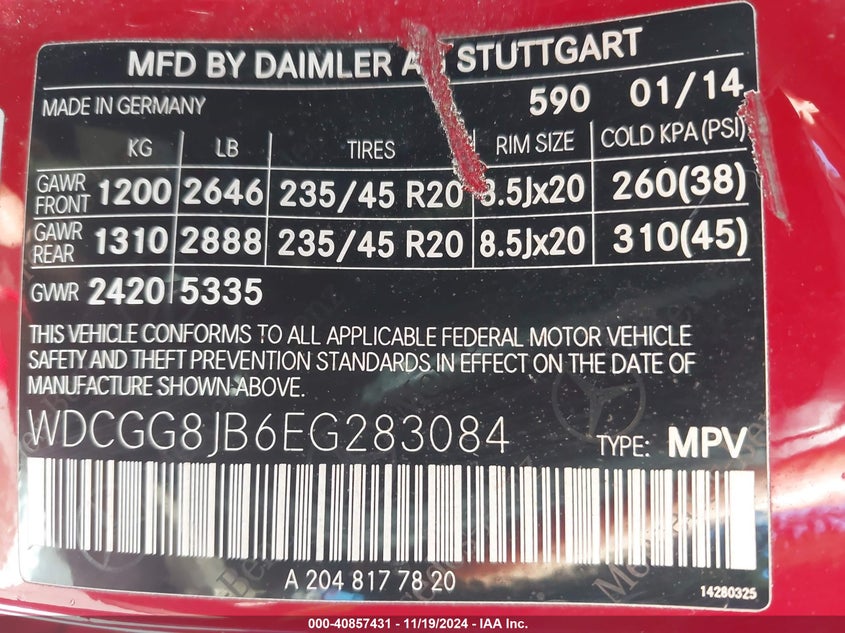 MFD BY DAIMLER AG STUTTGART
MADE IN GERMANY 590 01/14
KG LB TIRES RIM SIZE COLD KPA (PSI)
GAWR FRONT 1200 2646 235/45 R20 8.5Jx20 260(38)
GAWR REAR 1310 2888 235/45 R20 8.5Jx20 310(45)
GVWR 2420 5335
THIS VEHICLE CONFORMS TO ALL APPLICABLE FEDERAL MOTOR VEHICLE
SAFETY AND THEFT PREVENTION STANDARDS IN EFFECT ON THE DATE OF
MANUFACTURE SHOWN ABOVE.
WDCGG8JB6EG283084 TYPE: MPV
A 204 817 78 20
14280325
000-40857431 - 11/19/2024 - IAA Inc.